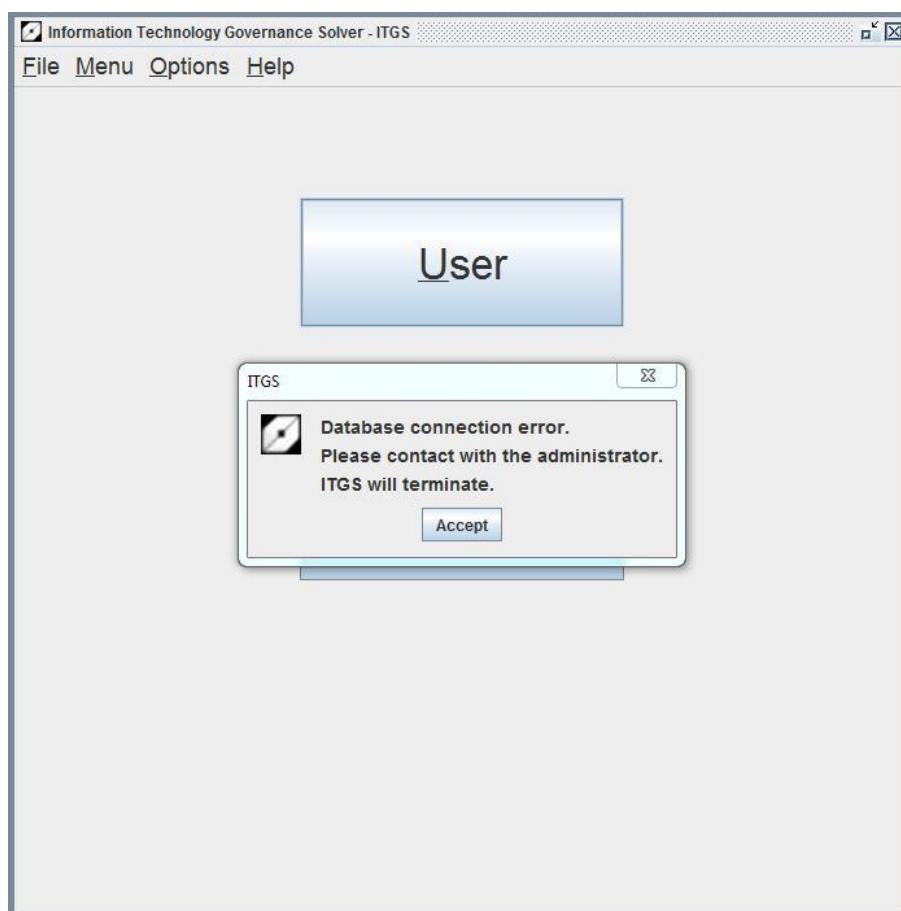 Information Technology Governance Solver - ITGS
File Menu Options Help
User
ITGS
Database connection error.
Please contact with the administrator.
ITGS will terminate.
Accept